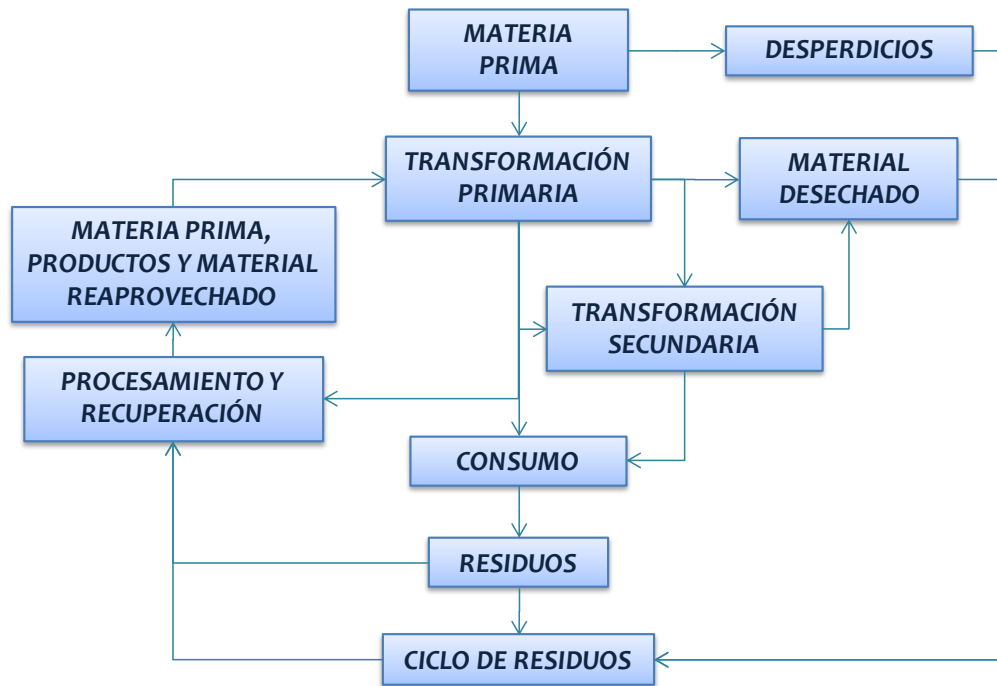 MATERIA
PRIMA
DESPERDICIOS
TRANSFORMACIÓN
PRIMARIA
MATERIAL
DESECHADO
MATERIA PRIMA,
PRODUCTOS Y MATERIAL
REAPROVECHADO
TRANSFORMACIÓN
SECUNDARIA
PROCESAMIENTO Y
RECUPERACIÓN
CONSUMO
RESIDUOS
CICLO DE RESIDUOS